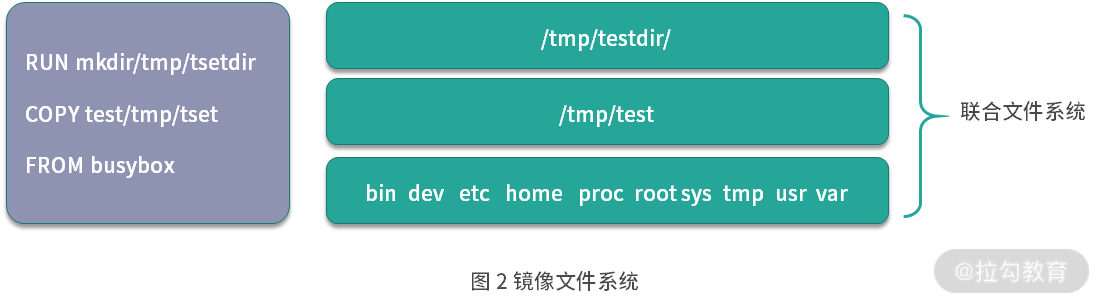 RUN mkdir/tmp/tsetdir
COPY test/tmp/tset
FROM busybox
/tmp/testdir/
/tmp/test
bin dev etc home proc root sys tmp usr var
联合文件系统
图 2 镜像文件系统
@拉勾教育